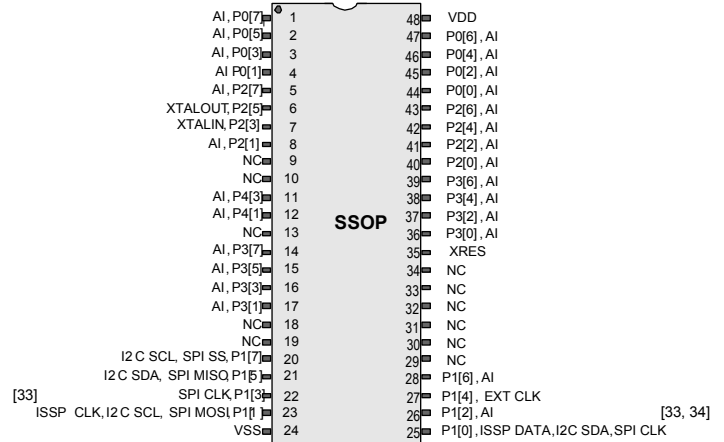 AI, P0[7] 1 48 VDD
AI, P0[5] 2 47 P0[6], AI
AI, P0[3] 3 46 P0[4], AI
AI P0[1] 4 45 P0[2], AI
AI, P2[7] 5 44 P0[0], AI
XTALOUT, P2[5] 6 43 P2[6], AI
XTALIN, P2[3] 7 42 P2[4], AI
AI, P2[1] 8 41 P2[2], AI
NC 9 40 P2[0], AI
NC 10 39 P3[6], AI
AI, P4[3] 11 38 P3[4], AI
AI, P4[1] 12 SSOP 37 P3[2], AI
NC 13 36 P3[0], AI
AI, P3[7] 14 35 XRES
AI, P3[5] 15 34 NC
AI, P3[3] 16 33 NC
AI, P3[1] 17 32 NC
NC 18 31 NC
NC 19 30 NC
I2C SCL, SPI SS, P1[7] 20 29 NC
I2C SDA, SPI MISO, P1[5] 21 28 P1[6], AI
[33] SPI CLK, P1[3] 22 27 P1[4], EXT CLK
ISSP CLK, I2C SCL, SPI MOSI, P1[1] 23 26 P1[2], AI [33, 34]
VSS 24 25 P1[0], ISSP DATA, I2C SDA, SPI CLK